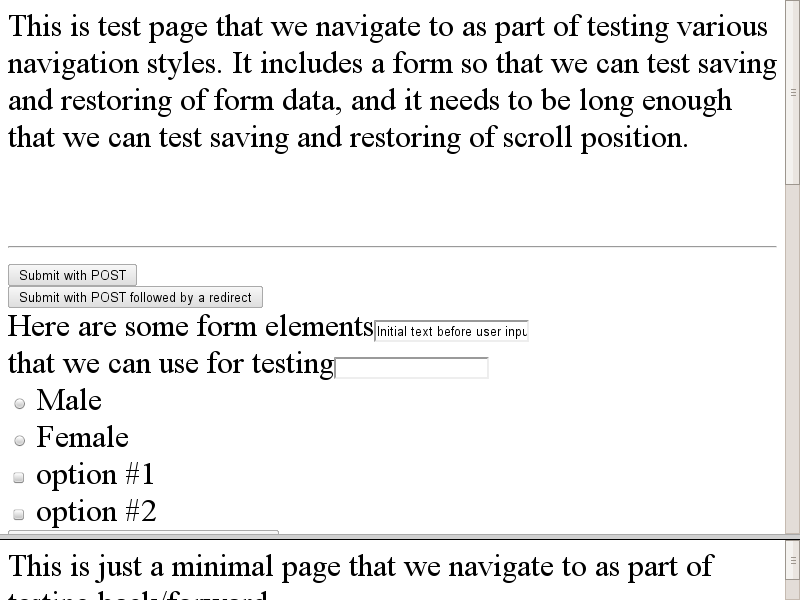 This is test page that we navigate to as part of testing various
navigation styles. It includes a form so that we can test saving
and restoring of form data, and it needs to be long enough
that we can test saving and restoring of scroll position.
Submit with POST
Submit with POST followed by a redirect
Here are some form elements Initial text before user inpu
that we can use for testing
Male
Female
option #1
option #2
This is just a minimal page that we navigate to as part of
testing back/forward